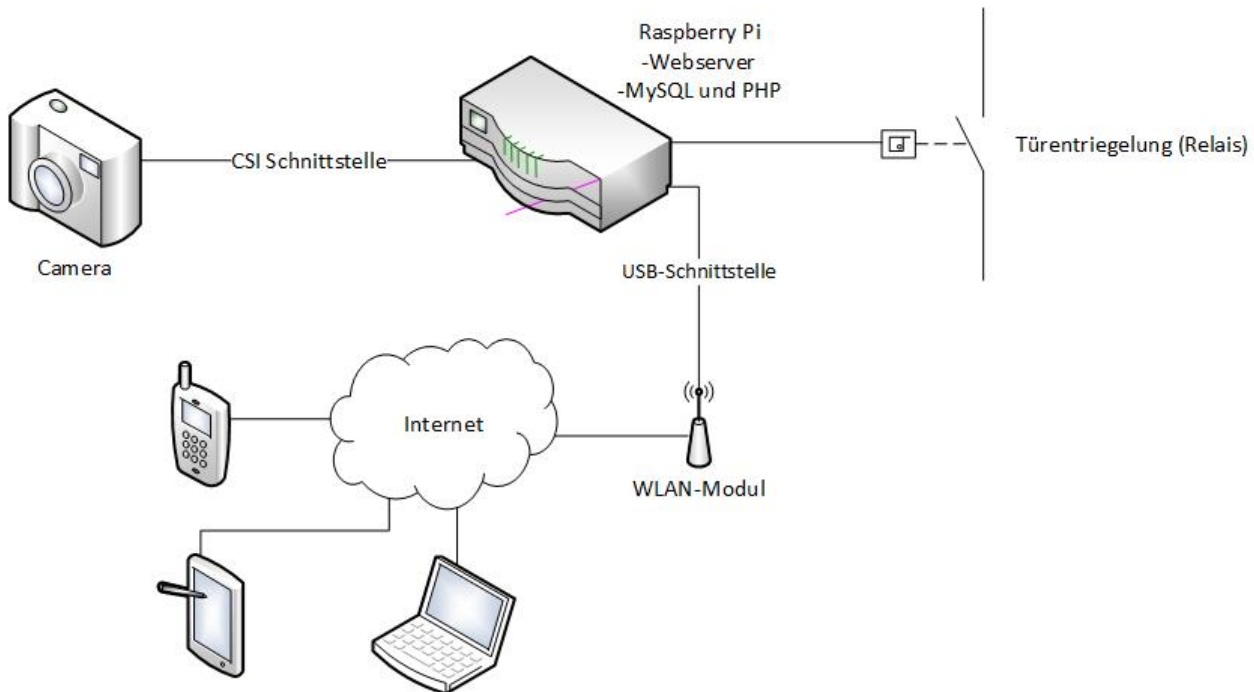 Raspberry Pi
-Webserver
-MySQL und PHP
CSI Schnittstelle
Türentriegelung (Relais)
Camera
USB-Schnittstelle
Internet
WLAN-Modul